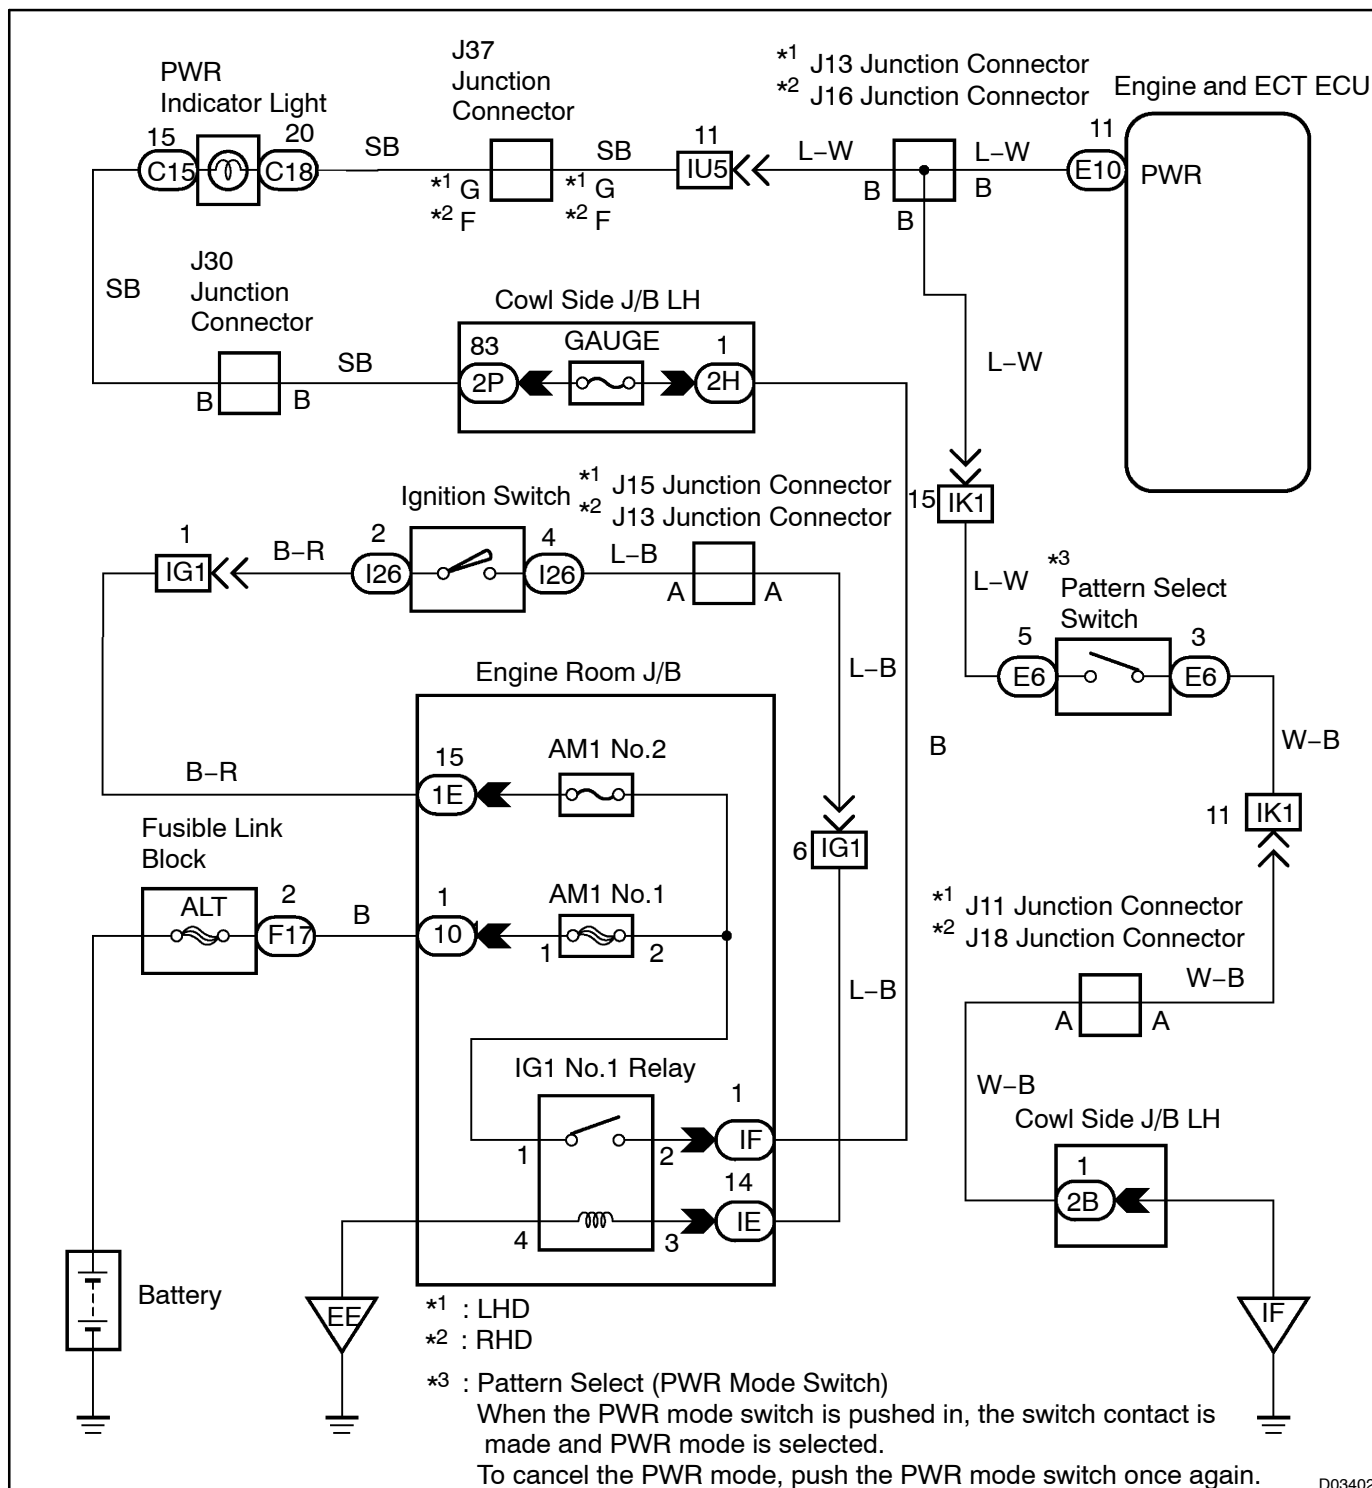 J37
Junction
Connector
*1 J13 Junction Connector
*2 J16 Junction Connector
Engine and ECT ECU
PWR
Indicator Light
15
C15
20
C18
SB
*1 G
*2 F
SB
*1 G
*2 F
11
IU5
L–W
B
B
L–W
B
11
E10
PWR
SB
J30
Junction
Connector
B
B
SB
Cowl Side J/B LH
83
2P
GAUGE
1
2H
L–W
15
IK1
Ignition Switch
*1 J15 Junction Connector
*2 J13 Junction Connector
1
IG1
B–R
2
I26
4
I26
L–B
A
A
L–W
*3
Pattern Select
Switch
5
E6
3
E6
L–B
Engine Room J/B
B
W–B
B–R
15
1E
AM1 No.2
6
IG1
11
IK1
Fusible Link
Block
ALT
2
F17
B
1
10
AM1 No.1
1
2
L–B
*1 J11 Junction Connector
*2 J18 Junction Connector
W–B
A
A
W–B
IG1 No.1 Relay
1
2
1
IF
14
IE
4
3
Cowl Side J/B LH
1
2B
Battery
EE
IF
*1 : LHD
*2 : RHD
*3 : Pattern Select (PWR Mode Switch)
When the PWR mode switch is pushed in, the switch contact is
made and PWR mode is selected.
To cancel the PWR mode, push the PWR mode switch once again.
D03402